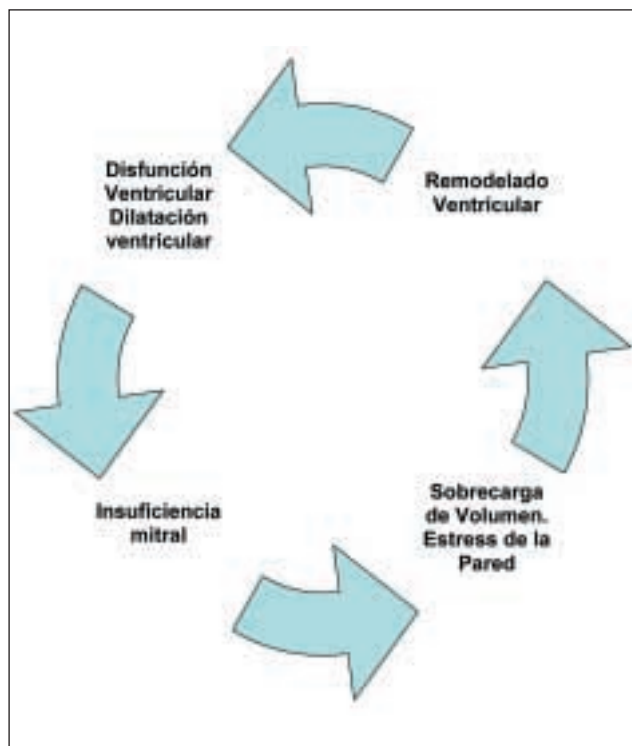 Disfunción
Ventricular
Dilatación
ventricular
Remodelado
Ventricular
Insuficiencia
mitral
Sobrecarga
de Volumen.
Estress de la
Pared